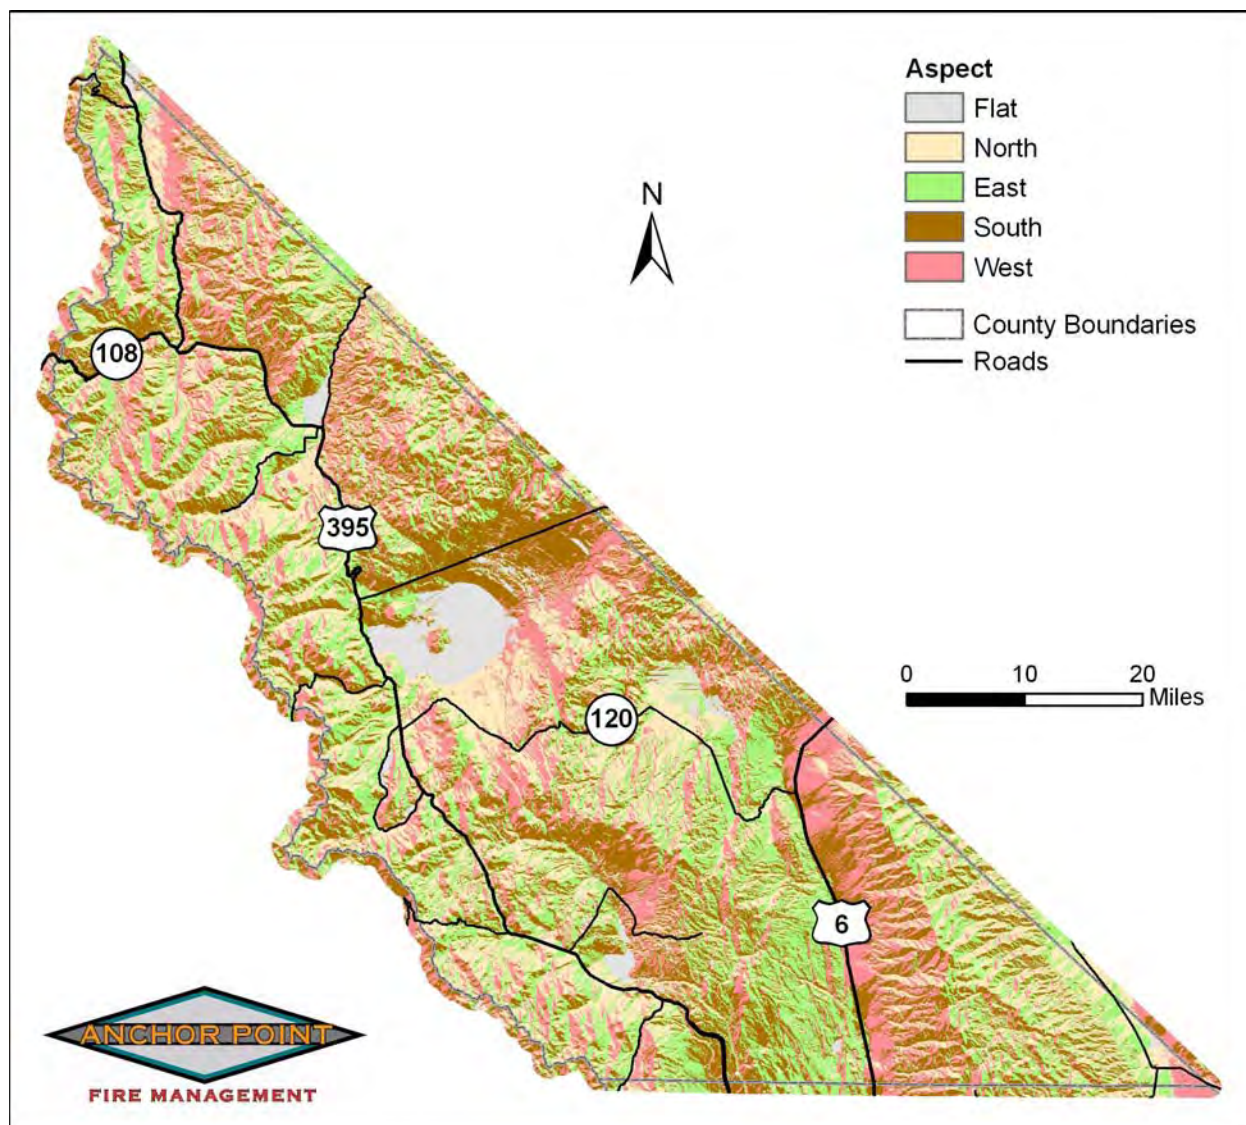 Aspect
Flat
North
East
South
West
County Boundaries
Roads
N
108
395
0 10 20
Miles
120
6
ANCHOR POINT
FIRE MANAGEMENT